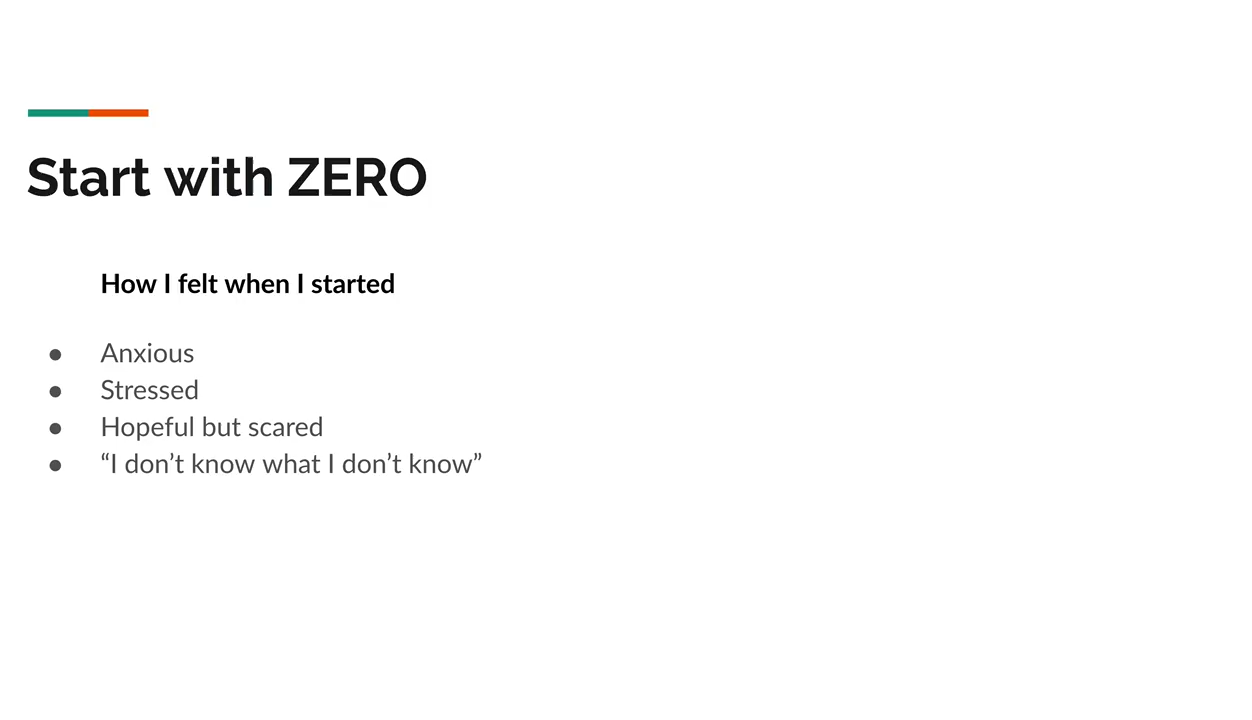 Start with ZERO
How I felt when I started
● Anxious
● Stressed
● Hopeful but scared
● “I don’t know what I don’t know”